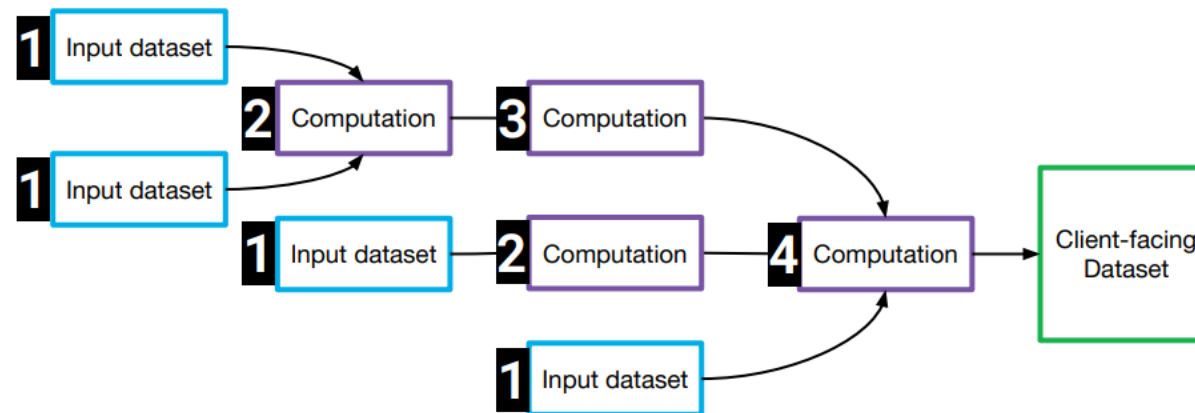 1 Input dataset
2 Computation
3 Computation
1 Input dataset
1 Input dataset
2 Computation
4 Computation
Client-facing
Dataset
1 Input dataset